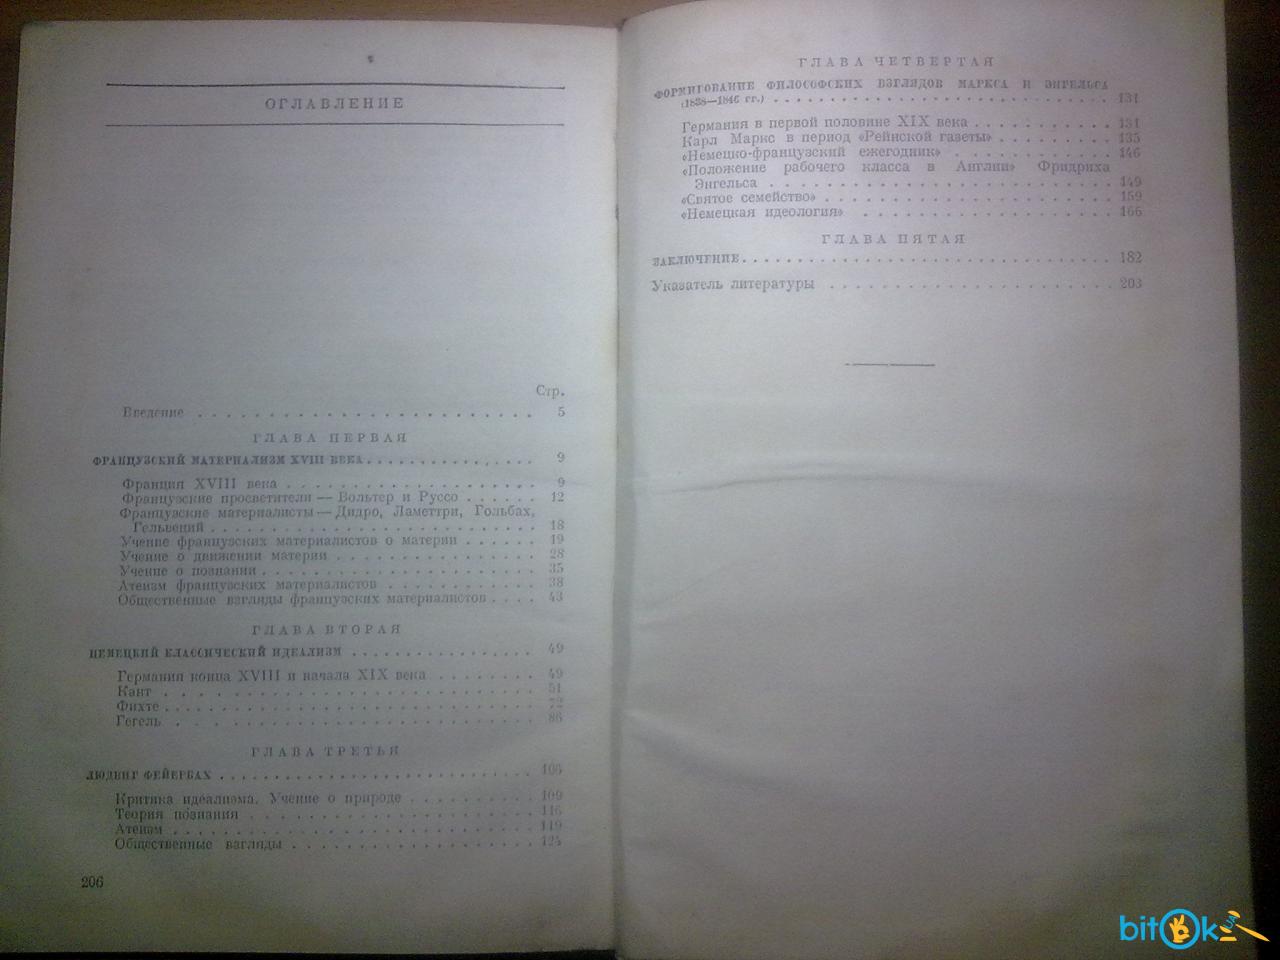 ОГЛАВЛЕНИЕ
Стр.
Введение . . . . . . . . . . . . . . . . . . . . . . . . 5
ГЛАВА ПЕРВАЯ
ФРАНЦУЗСКИЙ МАТЕРИАЛИЗМ XVIII ВЕКА . . . . . . . . . . . . 9
Франция XVIII века . . . . . . . . . . . . . . . . . . 9
Французские просветители — Вольтер и Руссо . . . . . . 12
Французские материалисты — Дидро, Ламеттри, Гольбах,
Гельвеций . . . . . . . . . . . . . . . . . . . . . . 18
Учение французских материалистов о материи . . . . . . 19
Учение о движении материи . . . . . . . . . . . . . . 28
Учение о познании . . . . . . . . . . . . . . . . . . 35
Атеизм французских материалистов . . . . . . . . . . . 38
Общественные взгляды французских материалистов . . . . 43
ГЛАВА ВТОРАЯ
НЕМЕЦКИЙ КЛАССИЧЕСКИЙ ИДЕАЛИЗМ . . . . . . . . . . . . . 49
Германия конца XVIII и начала XIX века . . . . . . . . 49
Кант . . . . . . . . . . . . . . . . . . . . . . . . . 51
Фихте . . . . . . . . . . . . . . . . . . . . . . . . 72
Гегель . . . . . . . . . . . . . . . . . . . . . . . . 86
ГЛАВА ТРЕТЬЯ
ЛЮДВИГ ФЕЙЕРБАХ . . . . . . . . . . . . . . . . . . . . 106
Критика идеализма. Учение о природе . . . . . . . . . 109
Теория познания . . . . . . . . . . . . . . . . . . . 116
Атеизм . . . . . . . . . . . . . . . . . . . . . . . . 119
Общественные взгляды . . . . . . . . . . . . . . . . . 124
206
ГЛАВА ЧЕТВЕРТАЯ
ФОРМИРОВАНИЕ ФИЛОСОФСКИХ ВЗГЛЯДОВ МАРКСА И ЭНГЕЛЬСА
(1838—1846 гг.) . . . . . . . . . . . . . . . . . . . . 131
Германия в первой половине XIX века . . . . . . . . . . 131
Карл Маркс в период «Рейнской газеты» . . . . . . . . . 135
«Немецко-французский ежегодник» . . . . . . . . . . . . 146
«Положение рабочего класса в Англии» Фридриха
Энгельса . . . . . . . . . . . . . . . . . . . . . . . 149
«Святое семейство» . . . . . . . . . . . . . . . . . . 159
«Немецкая идеология» . . . . . . . . . . . . . . . . . 166
ГЛАВА ПЯТАЯ
ЗАКЛЮЧЕНИЕ . . . . . . . . . . . . . . . . . . . . . . . 182
Указатель литературы . . . . . . . . . . . . . . . . . 203
bitOk UA